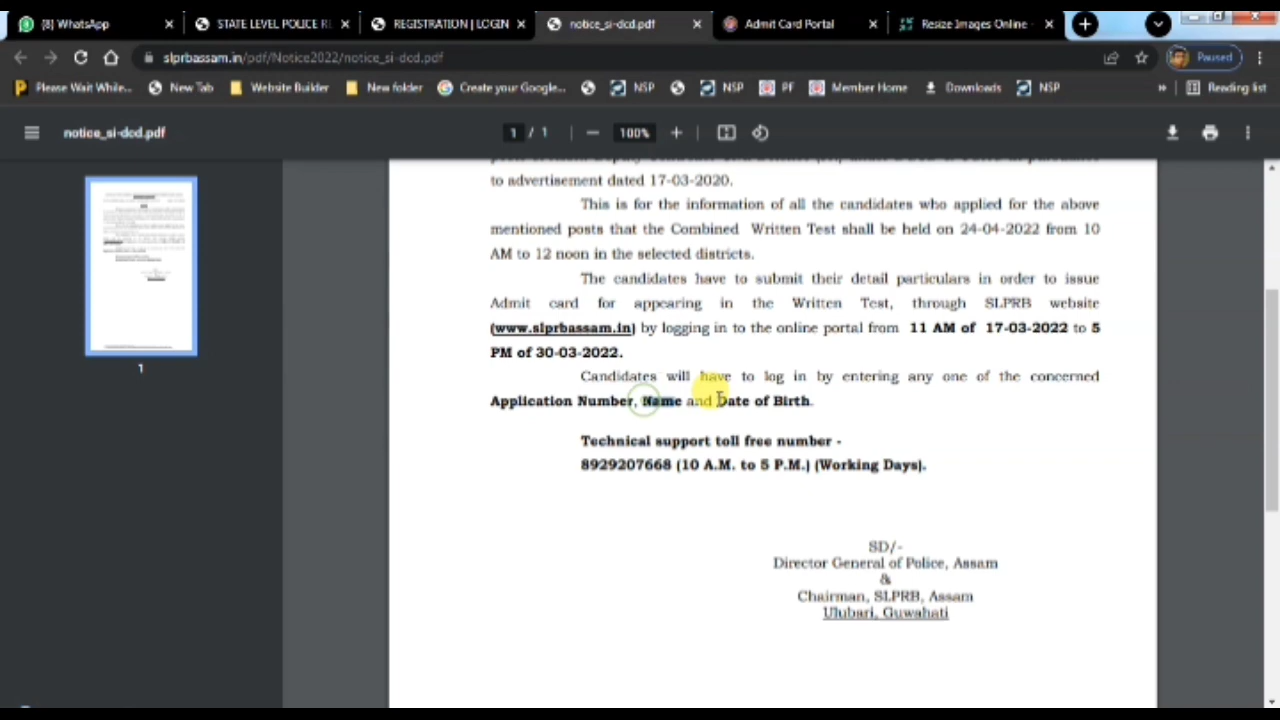 (8) WhatsApp
STATE LEVEL POLICE RE
REGISTRATION | LOGIN
notice_si-dcd.pdf
Admit Card Portal
Resize Images Online
slprbassam.in/pdf/Notice2022/notice_si-dcd.pdf
Paused
Please Wait While...
New Tab
Website Builder
New folder
Create your Google...
NSP
NSP
PF
Member Home
Downloads
NSP
»
Reading list
notice_si-dcd.pdf
1 / 1
100%
1
to advertisement dated 17-03-2020.
This is for the information of all the candidates who applied for the above
mentioned posts that the Combined Written Test shall be held on 24-04-2022 from 10
AM to 12 noon in the selected districts.
The candidates have to submit their detail particulars in order to issue
Admit card for appearing in the Written Test, through SLPRB website
(www.slprbassam.in) by logging in to the online portal from 11 AM of 17-03-2022 to 5
PM of 30-03-2022.
Candidates will have to log in by entering any one of the concerned
Application Number, Name and Date of Birth.
Technical support toll free number -
8929207668 (10 A.M. to 5 P.M.) (Working Days).
SD/-
Director General of Police, Assam
&
Chairman, SLPRB, Assam
Ulubari, Guwahati